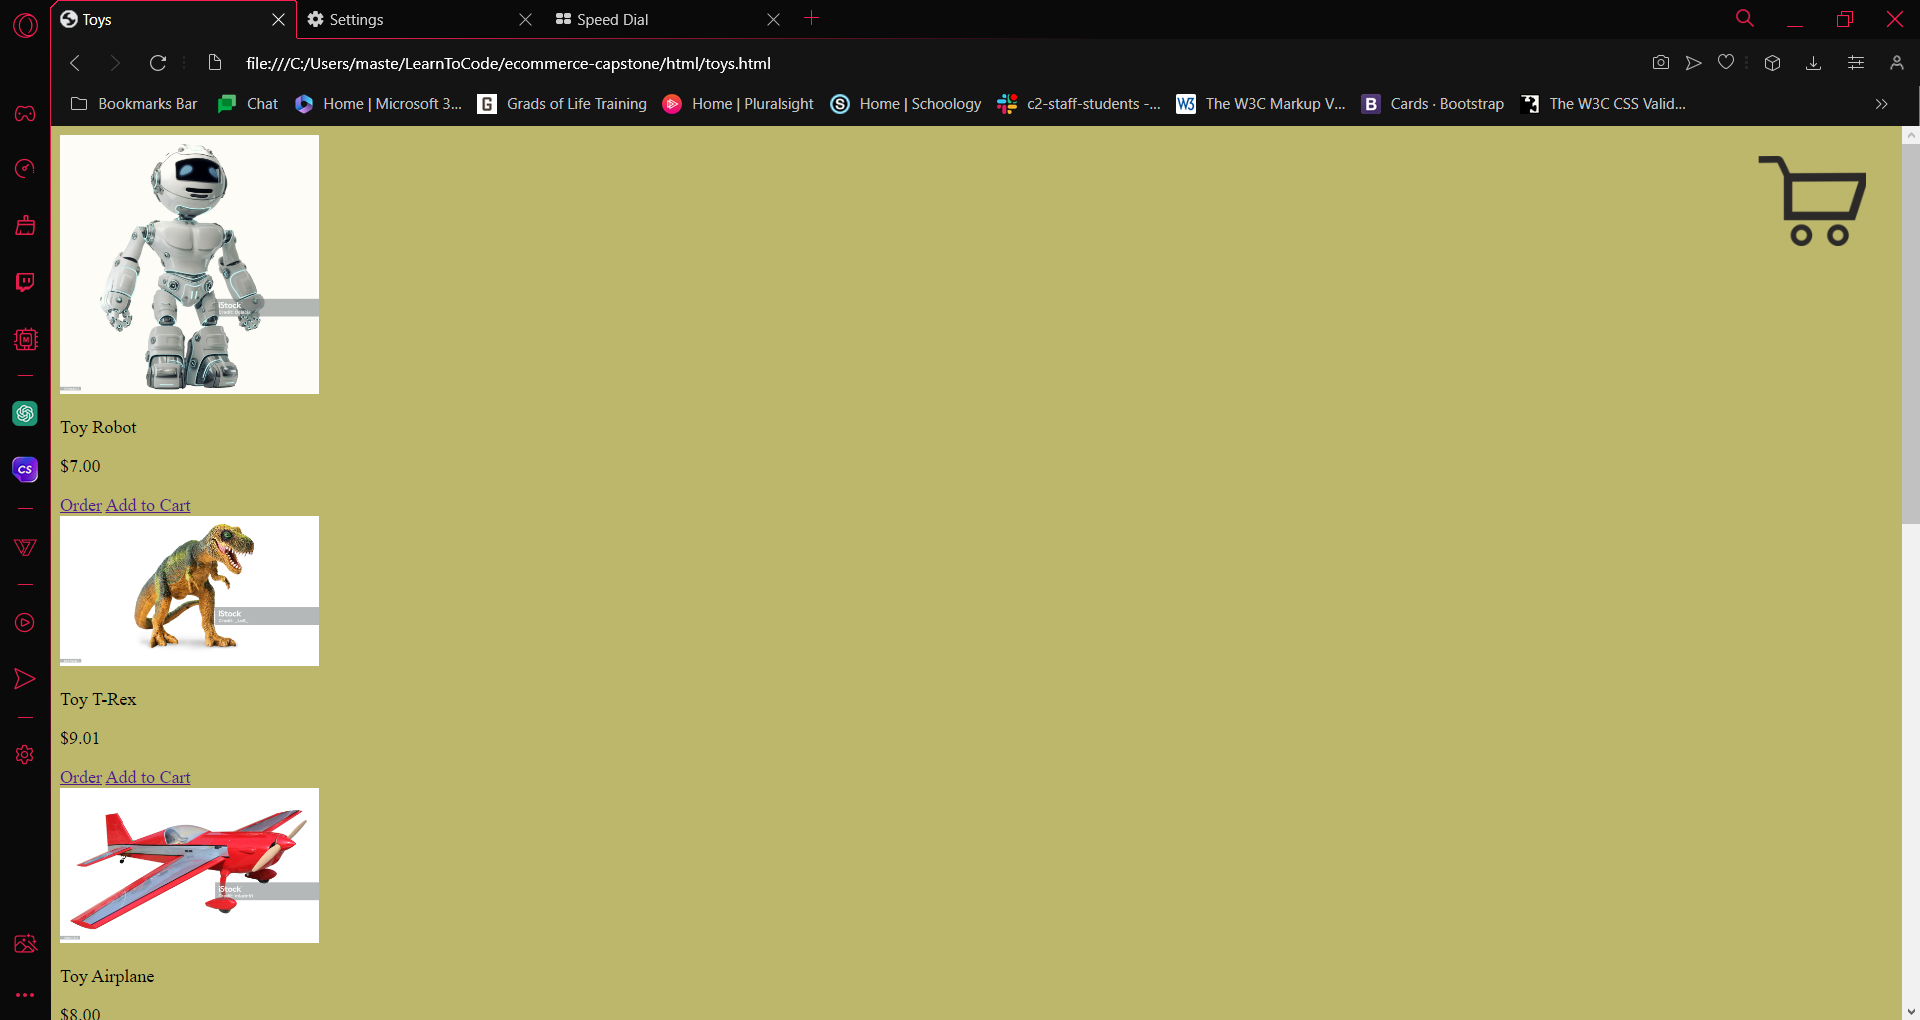 Toys
Settings
Speed Dial
file:///C:/Users/maste/LearnToCode/ecommerce-capstone/html/toys.html
Bookmarks Bar
Chat
Home | Microsoft 3...
G
Grads of Life Training
Home | Pluralsight
S
Home | Schoology
c2-staff-students -...
W3
The W3C Markup V...
B
Cards · Bootstrap
The W3C CSS Valid...
M
CS
iStock
Toy Robot
$7.00
Order Add to Cart
iStock
Toy T-Rex
$9.01
Order Add to Cart
iStock
Toy Airplane
$8.00